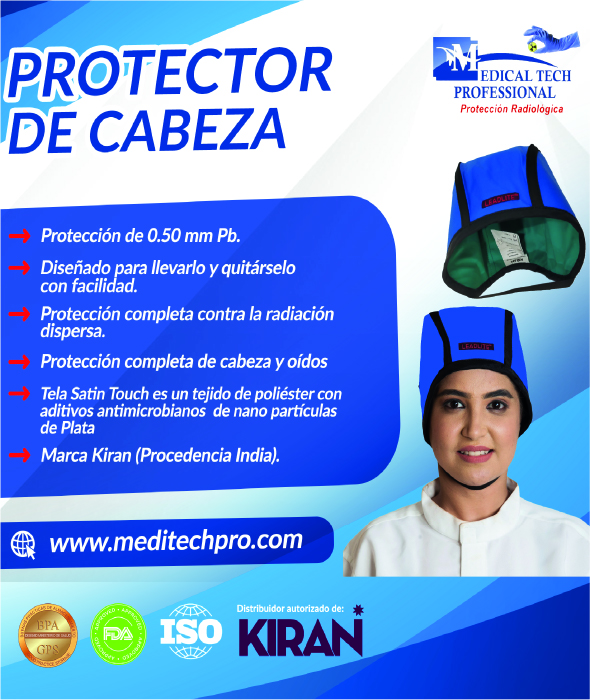 PROTECTOR
DE CABEZA
MEDICAL TECH
PROFESSIONAL
Protección Radiológica
LEADLITE
Protección de 0.50 mm Pb.
Diseñado para llevarlo y quitárselo
con facilidad.
Protección completa contra la radiación
dispersa.
Protección completa de cabeza y oídos
Tela Satin Touch es un tejido de poliéster con
aditivos antimicrobianos de nano partículas
de Plata
Marca Kiran (Procedencia India).
LEADLITE
www.meditechpro.com
BPA
GPS
FDA
ISO
Distribuidor autorizado de:
KIRAN